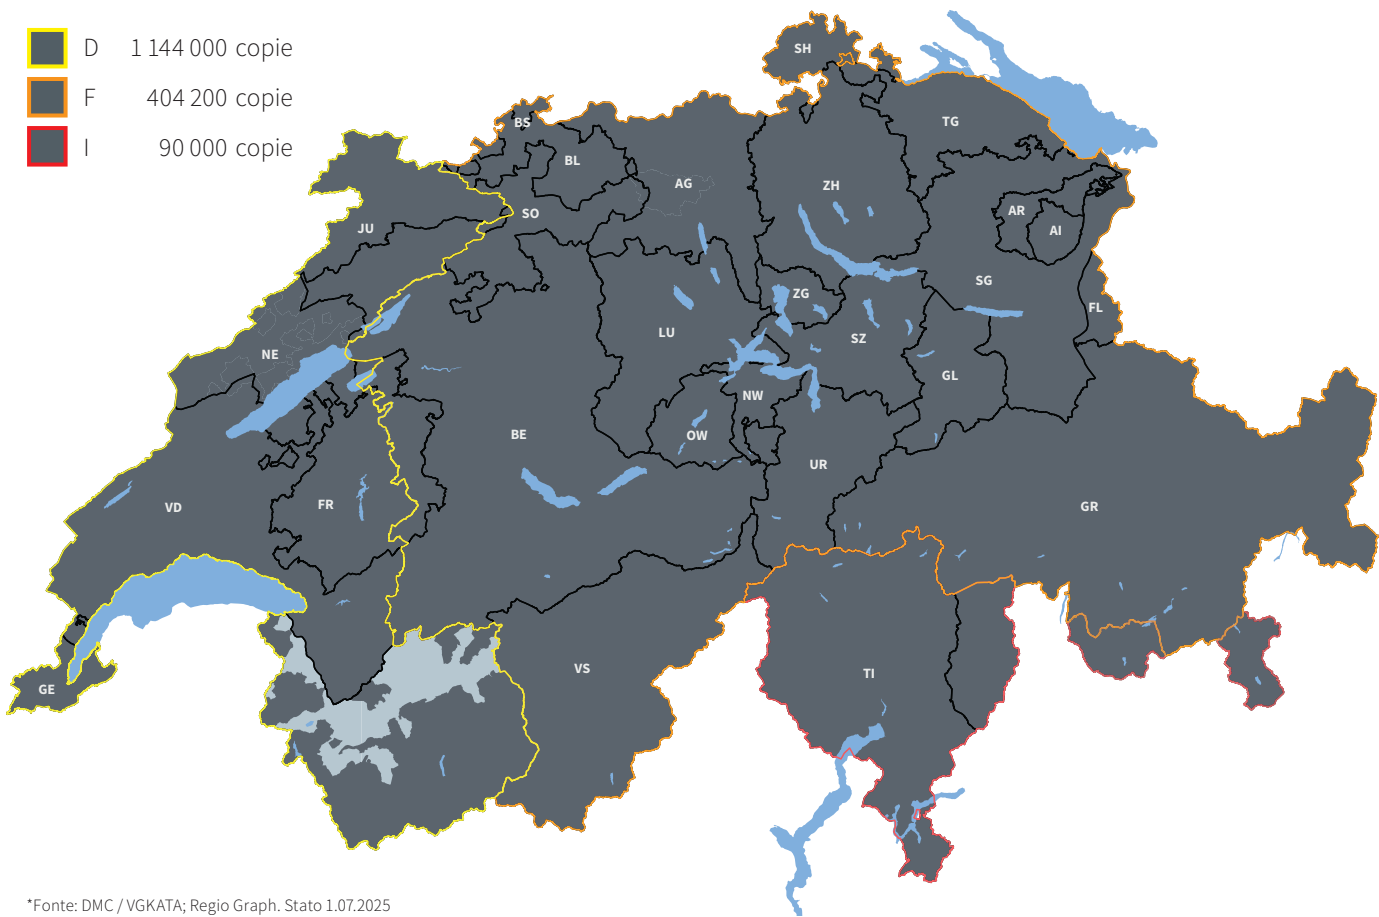 D 1 144 000 copie
F 404 200 copie
I 90 000 copie
SH
BS
TG
BL
AG
ZH
SO
AR
JU
AI
SG
ZG
FL
LU
SZ
NE
GL
NW
BE
OW
UR
VD
FR
GR
VS
TI
GE
*Fonte: DMC / VGKATA; Regio Graph. Stato 1.07.2025